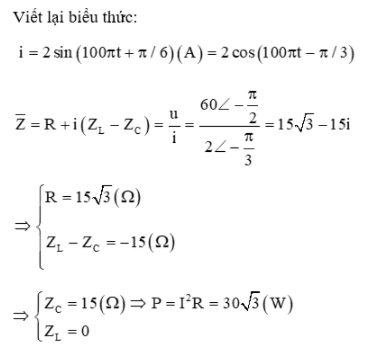 Viết lại biểu thức:
i = 2 sin (100πt + π / 6)(A) = 2 cos (100πt − π / 3)
Z̅ = R + i (Z_L − Z_C) = u/i = (60∠ − π/2)/(2∠ − π/3) = 15√3 − 15i
⇒ { R = 15√3 (Ω)
Z_L − Z_C = −15 (Ω)
⇒ { Z_C = 15 (Ω) ⇒ P = I²R = 30√3 (W)
Z_L = 0